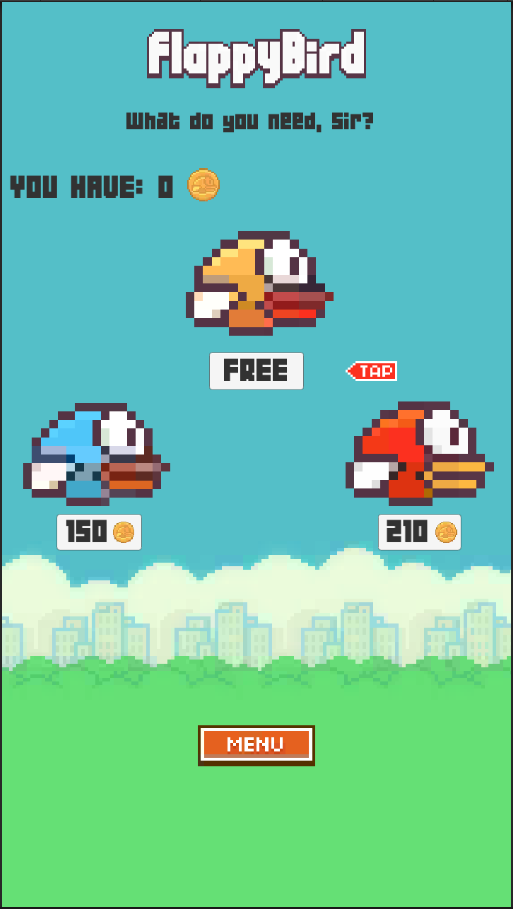 FlappyBird
What do you need, Sir?
YOU HAVE: 0
FREE
TAP
150
210
MENU